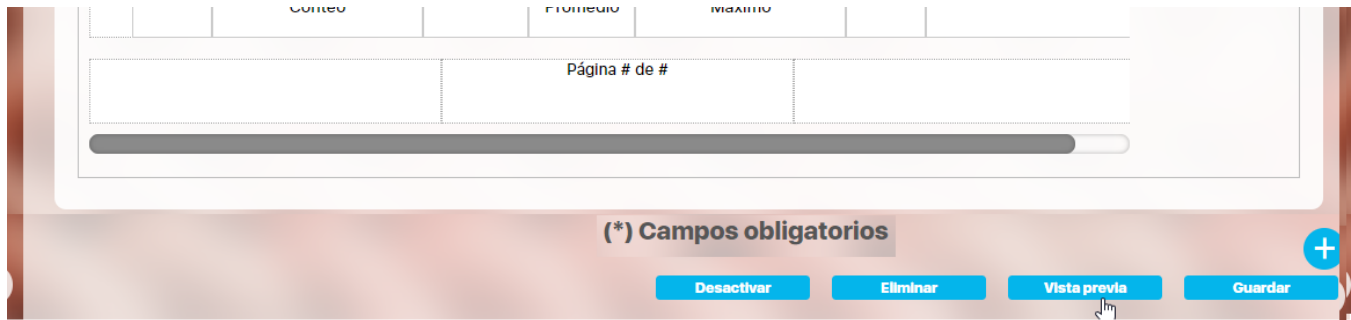 Conteo Promedio Máximo
Página # de #
(*) Campos obligatorios
+
Desactivar Eliminar Vista previa Guardar